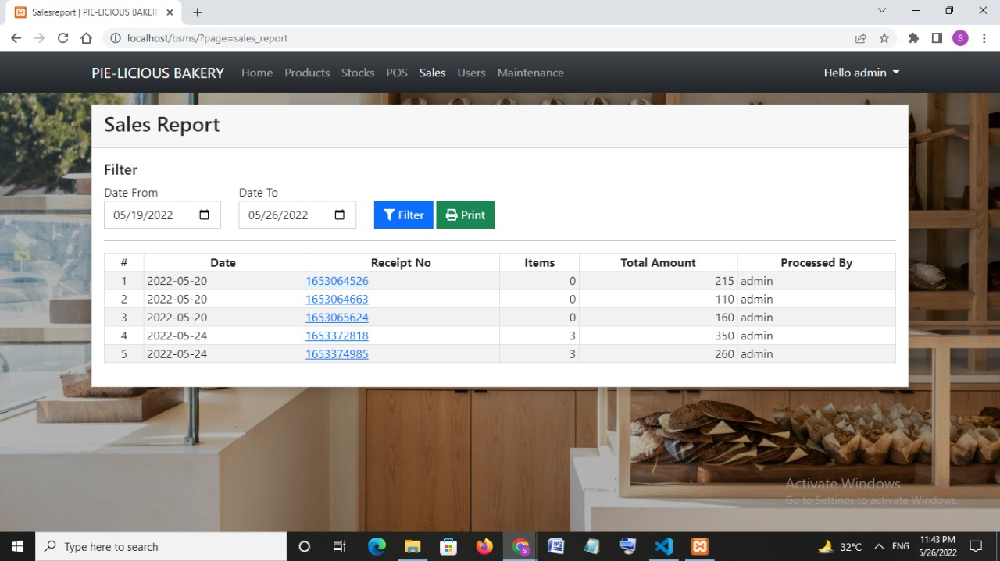 Salesreport | PIE-LICIOUS BAKER
localhost/bsms/?page=sales_report
S
PIE-LICIOUS BAKERY Home Products Stocks POS Sales Users Maintenance Hello admin
Sales Report
Filter
Date From Date To
05/19/2022 05/26/2022 Filter Print
# Date Receipt No Items Total Amount Processed By
1 2022-05-20 1653064526 0 215 admin
2 2022-05-20 1653064663 0 110 admin
3 2022-05-20 1653065624 0 160 admin
4 2022-05-24 1653372818 3 350 admin
5 2022-05-24 1653374985 3 260 admin
Activate Windows
Go to Settings to activate Windows.
Type here to search 32°C ENG 11:43 PM
5/26/2022